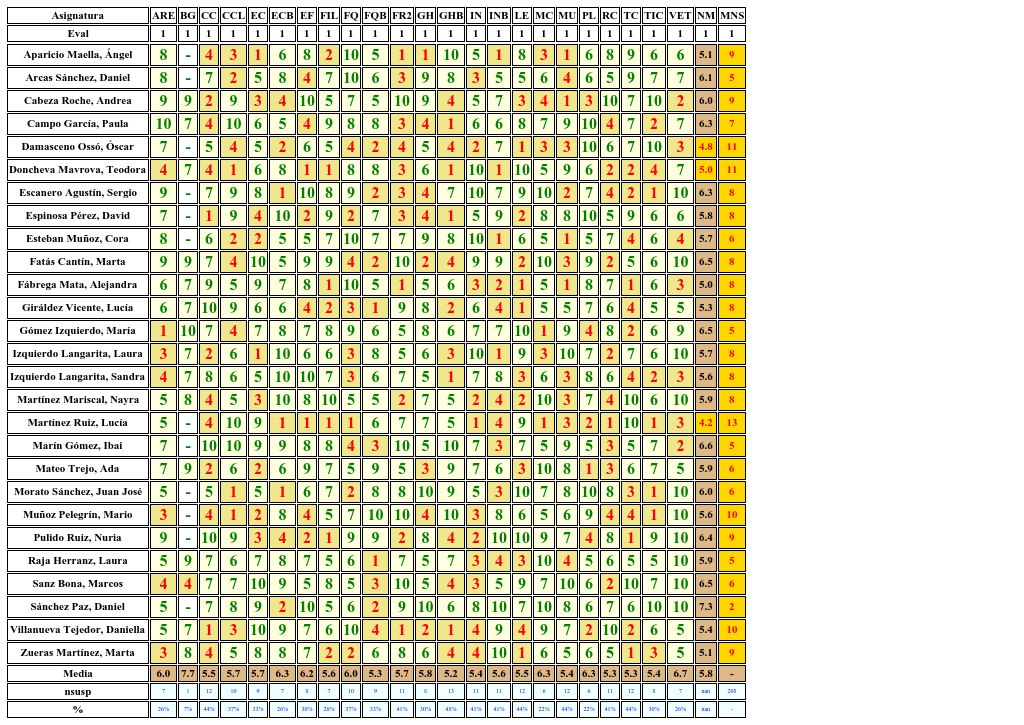 Asignatura ARE BG CC CCL EC ECB EF FIL FQ FQB FR2 GH GHB IN INB LE MC MU PL RC TC TIC VET NM MNS
Eval 1 1 1 1 1 1 1 1 1 1 1 1 1 1 1 1 1 1 1 1 1 1 1 1 1
Aparicio Maella, Ángel 8 - 4 3 1 6 8 2 10 5 1 1 10 5 1 8 3 1 6 8 9 6 6 5.1 9
Arcas Sánchez, Daniel 8 - 7 2 5 8 4 7 10 6 3 9 8 3 5 5 6 4 6 5 9 7 7 6.1 5
Cabeza Roche, Andrea 9 9 2 9 3 4 10 5 7 5 10 9 4 5 7 3 4 1 3 10 7 10 2 6.0 9
Campo García, Paula 10 7 4 10 6 5 4 9 8 8 3 4 1 6 6 8 7 9 10 4 7 2 7 6.3 7
Damasceno Ossó, Óscar 7 - 5 4 5 2 6 5 4 2 4 5 4 2 7 1 3 3 10 6 7 10 3 4.8 11
Doncheva Mavrova, Teodora 4 7 4 1 6 8 1 1 8 8 3 6 1 10 1 10 5 9 6 2 2 4 7 5.0 11
Escanero Agustín, Sergio 9 - 7 9 8 1 10 8 9 2 3 4 7 10 7 9 10 2 7 4 2 1 10 6.3 8
Espinosa Pérez, David 7 - 1 9 4 10 2 9 2 7 3 4 1 5 9 2 8 8 10 5 9 6 6 5.8 8
Esteban Muñoz, Cora 8 - 6 2 2 5 5 7 10 7 7 9 8 10 1 6 5 1 5 7 4 6 4 5.7 6
Fatás Cantín, Marta 9 9 7 4 10 5 9 9 4 2 10 2 4 9 9 2 10 3 9 2 5 6 10 6.5 8
Fábrega Mata, Alejandra 6 7 9 5 9 7 8 1 10 5 1 5 6 3 2 1 5 1 8 7 1 6 3 5.0 8
Giráldez Vicente, Lucía 6 7 10 9 6 6 4 2 3 1 9 8 2 6 4 1 5 5 7 6 4 5 5 5.3 8
Gómez Izquierdo, María 1 10 7 4 7 8 7 8 9 6 5 8 6 7 7 10 1 9 4 8 2 6 9 6.5 5
Izquierdo Langarita, Laura 3 7 2 6 1 10 6 6 3 8 5 6 3 10 1 9 3 10 7 2 7 6 10 5.7 8
Izquierdo Langarita, Sandra 4 7 8 6 5 10 10 7 3 6 7 5 1 7 8 3 6 3 8 6 4 2 3 5.6 8
Martínez Mariscal, Nayra 5 8 4 5 3 10 8 10 5 5 2 7 5 2 4 2 10 3 7 4 10 6 10 5.9 8
Martínez Ruiz, Lucía 5 - 4 10 9 1 1 1 1 6 7 7 5 1 4 9 1 3 2 1 10 1 3 4.2 13
Marín Gómez, Ibai 7 - 10 10 9 9 8 8 4 3 10 5 10 7 3 7 5 9 5 3 5 7 2 6.6 5
Mateo Trejo, Ada 7 9 2 6 2 6 9 7 5 9 5 3 9 7 6 3 10 8 1 3 6 7 5 5.9 6
Morato Sánchez, Juan José 5 - 5 1 5 1 6 7 2 8 8 10 9 5 3 10 7 8 10 8 3 1 10 6.0 6
Muñoz Pelegrín, Mario 3 - 4 1 2 8 4 5 7 10 10 4 10 3 8 6 5 6 9 4 4 1 10 5.6 10
Pulido Ruiz, Nuria 9 - 10 9 3 4 2 1 9 9 2 8 4 2 10 10 9 7 4 8 1 9 10 6.4 9
Raja Herranz, Laura 5 9 7 6 7 8 7 5 6 1 7 5 7 3 4 3 10 4 5 6 5 5 10 5.9 5
Sanz Bona, Marcos 4 4 7 7 10 9 5 8 5 3 10 5 4 3 5 9 7 10 6 2 10 7 10 6.5 6
Sánchez Paz, Daniel 5 - 7 8 9 2 10 5 6 2 9 10 6 8 10 7 10 8 6 7 6 10 10 7.3 2
Villanueva Tejedor, Daniella 5 7 1 3 10 9 7 6 10 4 1 2 1 4 9 4 9 7 2 10 2 6 5 5.4 10
Zueras Martínez, Marta 3 8 4 5 8 8 7 2 2 6 8 6 4 4 10 1 6 5 6 5 1 3 5 5.1 9
Media 6.0 7.7 5.5 5.7 5.7 6.3 6.2 5.6 6.0 5.3 5.7 5.8 5.2 5.4 5.6 5.5 6.3 5.4 6.3 5.3 5.3 5.4 6.7 5.8 -
nsusp 7 1 12 10 9 7 8 7 10 9 11 8 13 11 11 12 6 12 6 11 12 8 7 nan 208
% 26% 7% 44% 37% 33% 26% 30% 26% 37% 33% 41% 30% 48% 41% 41% 44% 22% 44% 22% 41% 44% 30% 26% nan -